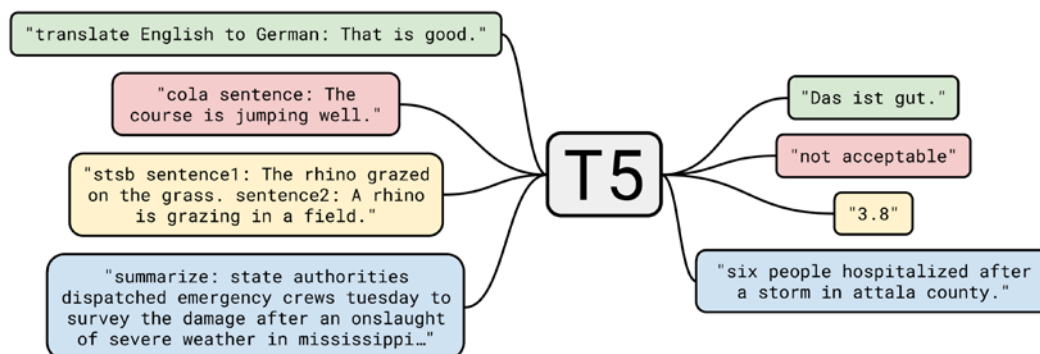 "translate English to German: That is good."
"cola sentence: The
course is jumping well."
"stsb sentence1: The rhino grazed
on the grass. sentence2: A rhino
is grazing in a field."
"summarize: state authorities
dispatched emergency crews tuesday to
survey the damage after an onslaught
of severe weather in mississippi…"
T5
"Das ist gut."
"not acceptable"
"3.8"
"six people hospitalized after
a storm in attala county."